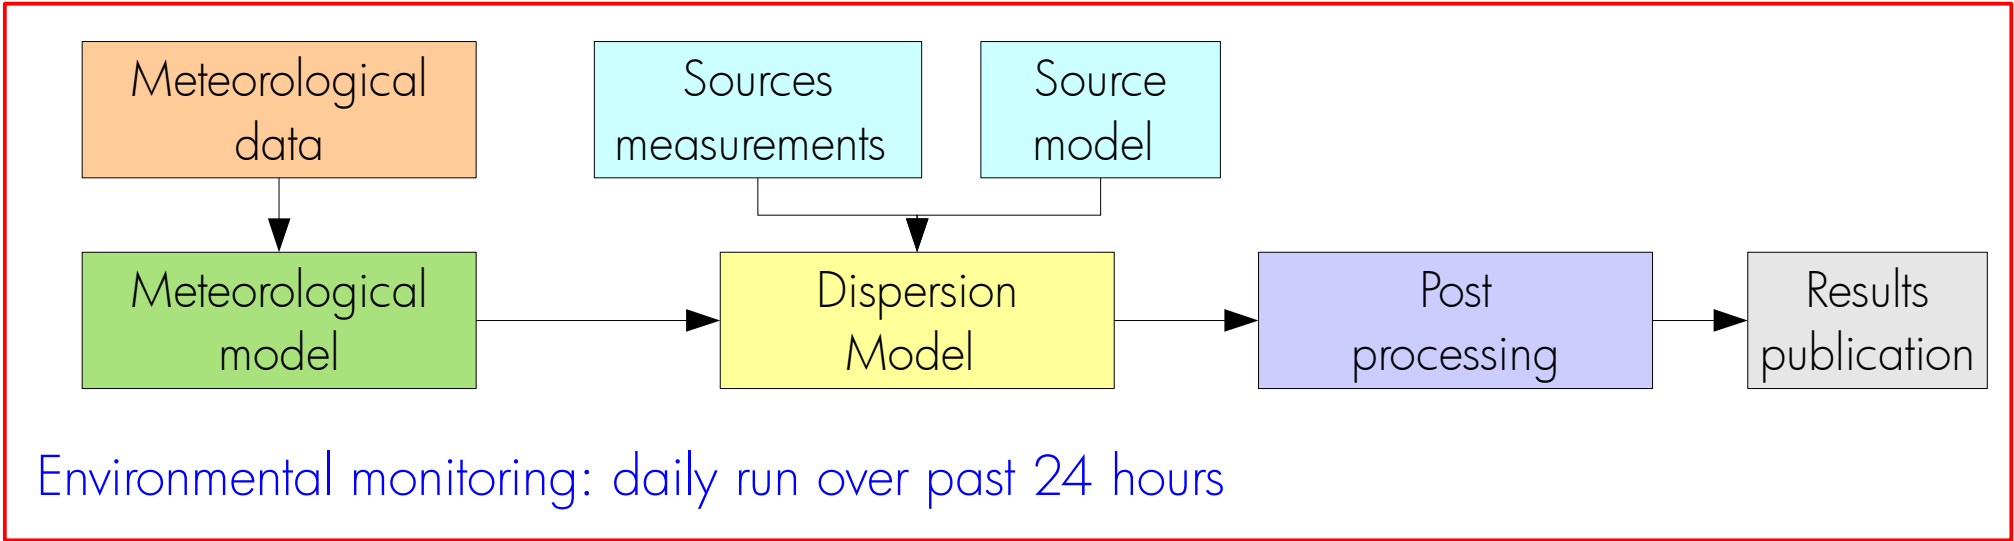 Meteorological
data
Sources
measurements
Source
model
Meteorological
model
Dispersion
Model
Post
processing
Results
publication
Environmental monitoring: daily run over past 24 hours